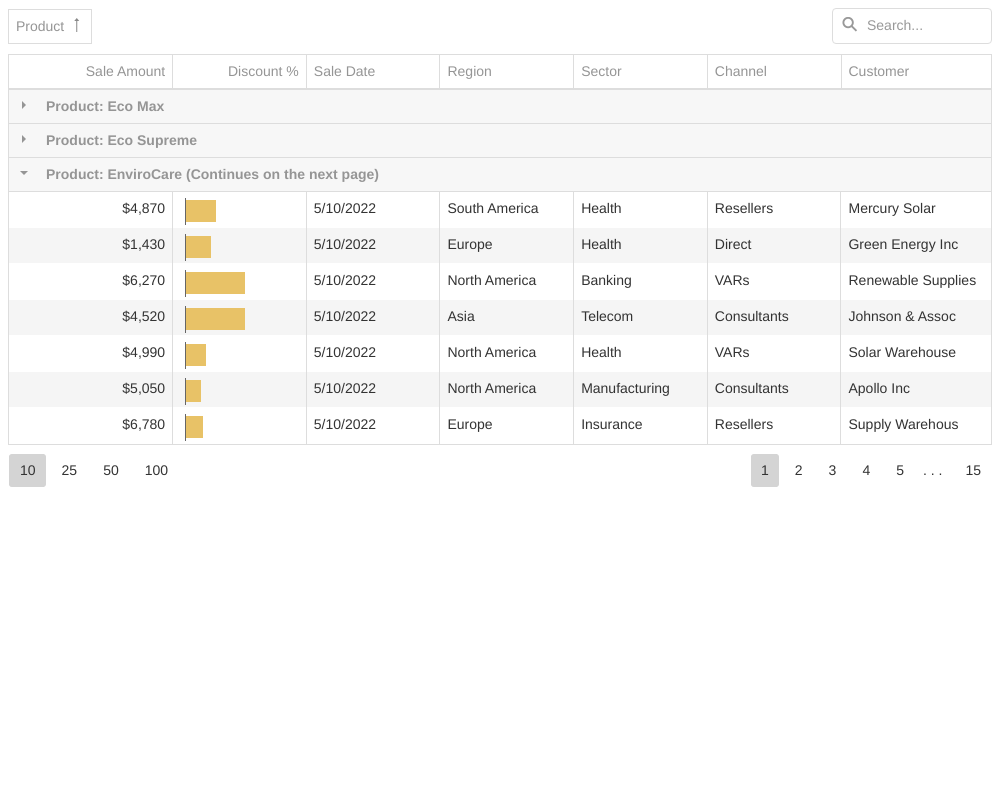 Product
Search...
Sale Amount Discount % Sale Date Region Sector Channel Customer
Product: Eco Max
Product: Eco Supreme
Product: EnviroCare (Continues on the next page)
$4,870 5/10/2022 South America Health Resellers Mercury Solar
$1,430 5/10/2022 Europe Health Direct Green Energy Inc
$6,270 5/10/2022 North America Banking VARs Renewable Supplies
$4,520 5/10/2022 Asia Telecom Consultants Johnson & Assoc
$4,990 5/10/2022 North America Health VARs Solar Warehouse
$5,050 5/10/2022 North America Manufacturing Consultants Apollo Inc
$6,780 5/10/2022 Europe Insurance Resellers Supply Warehous
10 25 50 100 1 2 3 4 5 . . . 15